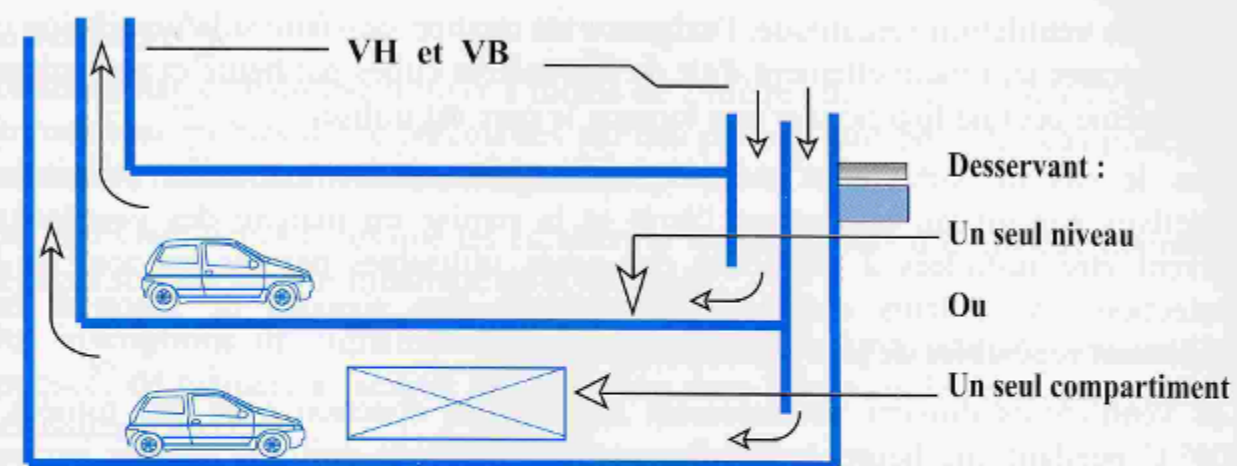 VH et VB
Desservant :
Un seul niveau
Ou
Un seul compartiment